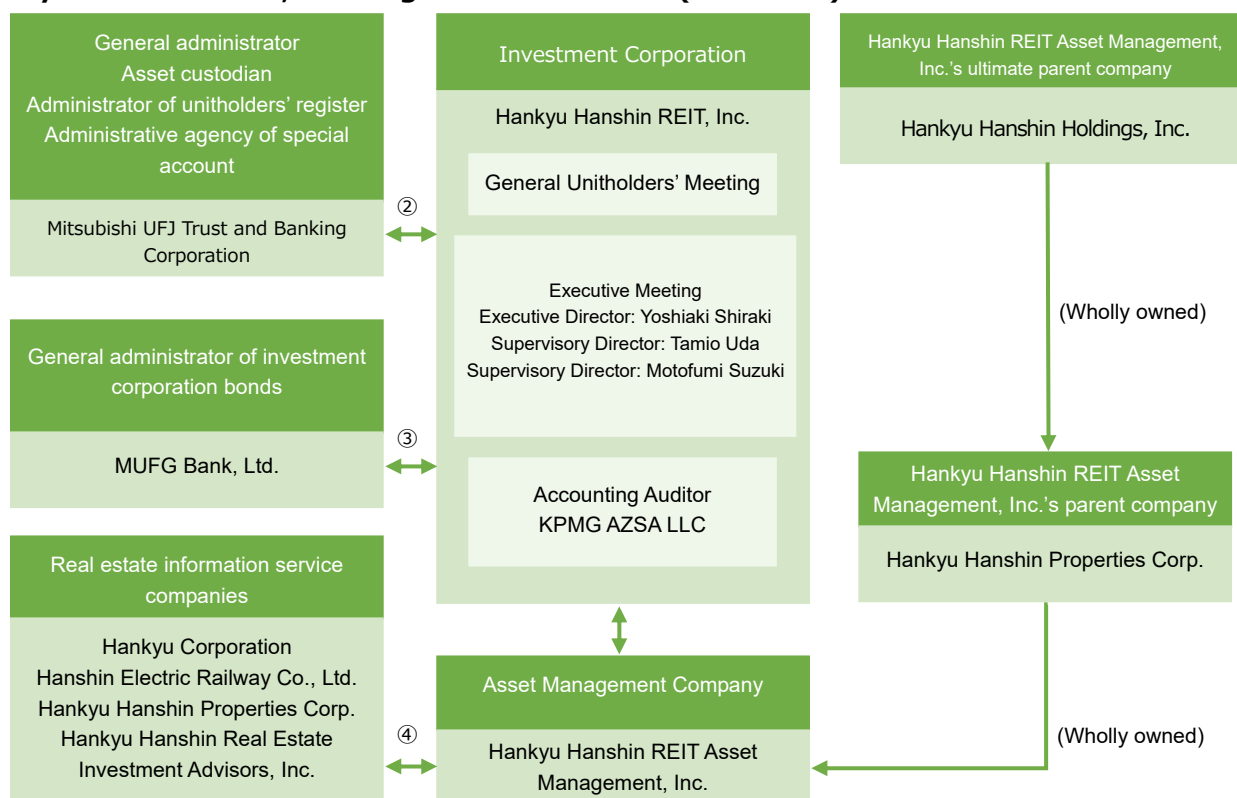 General administrator
Asset custodian
Administrator of unitholders’ register
Administrative agency of special
account
Mitsubishi UFJ Trust and Banking
Corporation
②
General administrator of investment
corporation bonds
MUFG Bank, Ltd.
③
Real estate information service
companies
Hankyu Corporation
Hanshin Electric Railway Co., Ltd.
Hankyu Hanshin Properties Corp.
Hankyu Hanshin Real Estate
Investment Advisors, Inc.
④
Investment Corporation
Hankyu Hanshin REIT, Inc.
General Unitholders’ Meeting
Executive Meeting
Executive Director: Yoshiaki Shiraki
Supervisory Director: Tamio Uda
Supervisory Director: Motofumi Suzuki
Accounting Auditor
KPMG AZSA LLC
Asset Management Company
Hankyu Hanshin REIT Asset
Management, Inc.
Hankyu Hanshin REIT Asset Management,
Inc.’s ultimate parent company
Hankyu Hanshin Holdings, Inc.
(Wholly owned)
Hankyu Hanshin REIT Asset
Management, Inc.’s parent company
Hankyu Hanshin Properties Corp.
(Wholly owned)